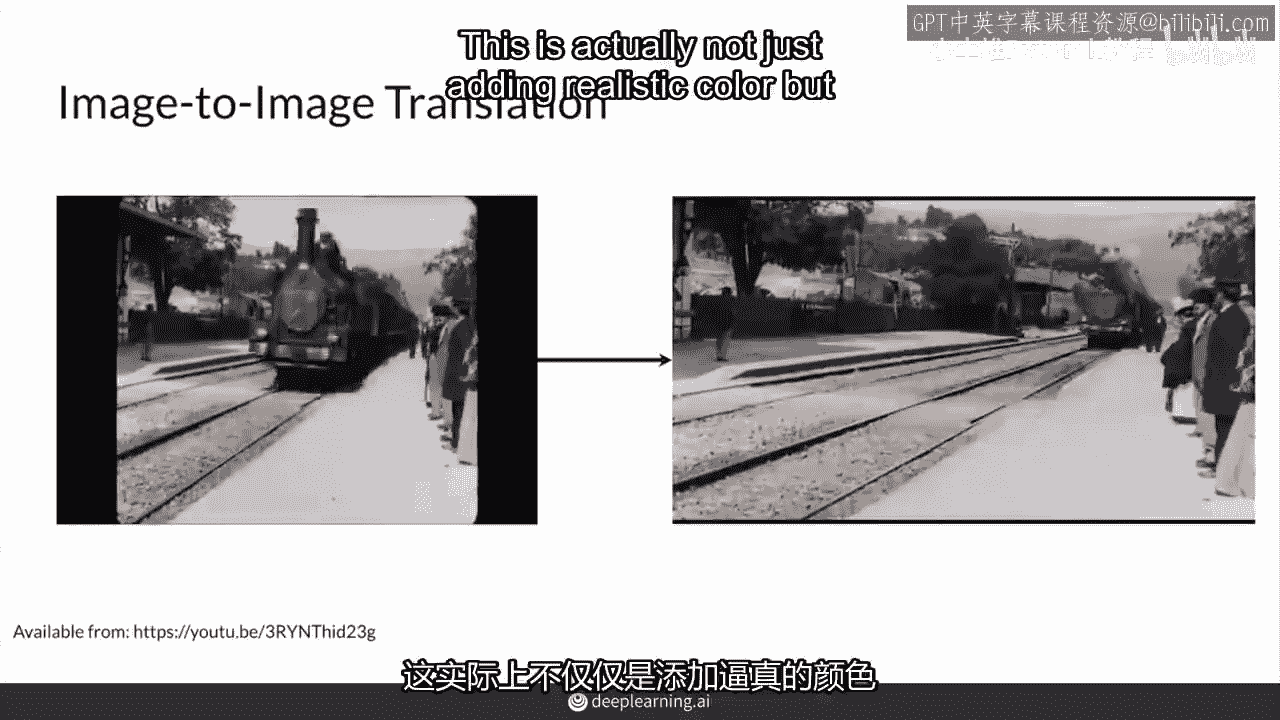 GPT中英字幕课程资源@bilibili.com
This is actually not just
adding realistic color but
Image-to-Image Translation
Available from: https://youtu.be/3RYNThid23g
这实际上不仅仅是添加逼真的颜色
deeplearning.ai